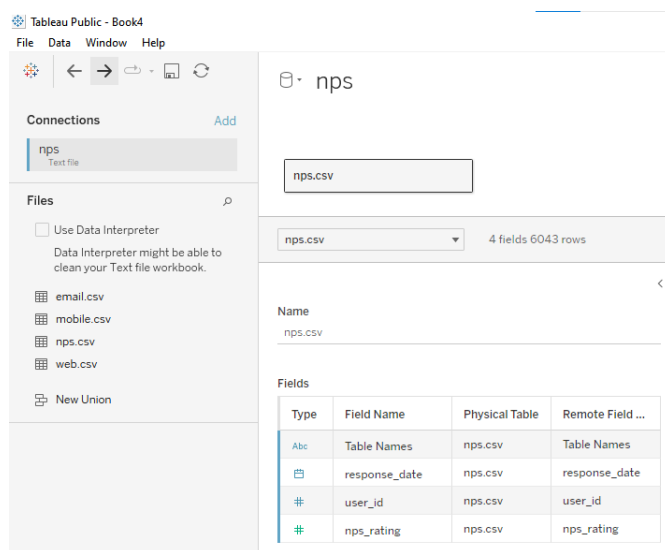 Tableau Public - Book4
File Data Window Help
nps
Connections Add
nps
Text file
nps.csv
Files
Use Data Interpreter
Data Interpreter might be able to
clean your Text file workbook.
email.csv
mobile.csv
nps.csv
web.csv
New Union
nps.csv 4 fields 6043 rows
Name
nps.csv
Fields
Type Field Name Physical Table Remote Field ...
Abc Table Names nps.csv Table Names
response_date nps.csv response_date
# user_id nps.csv user_id
# nps_rating nps.csv nps_rating